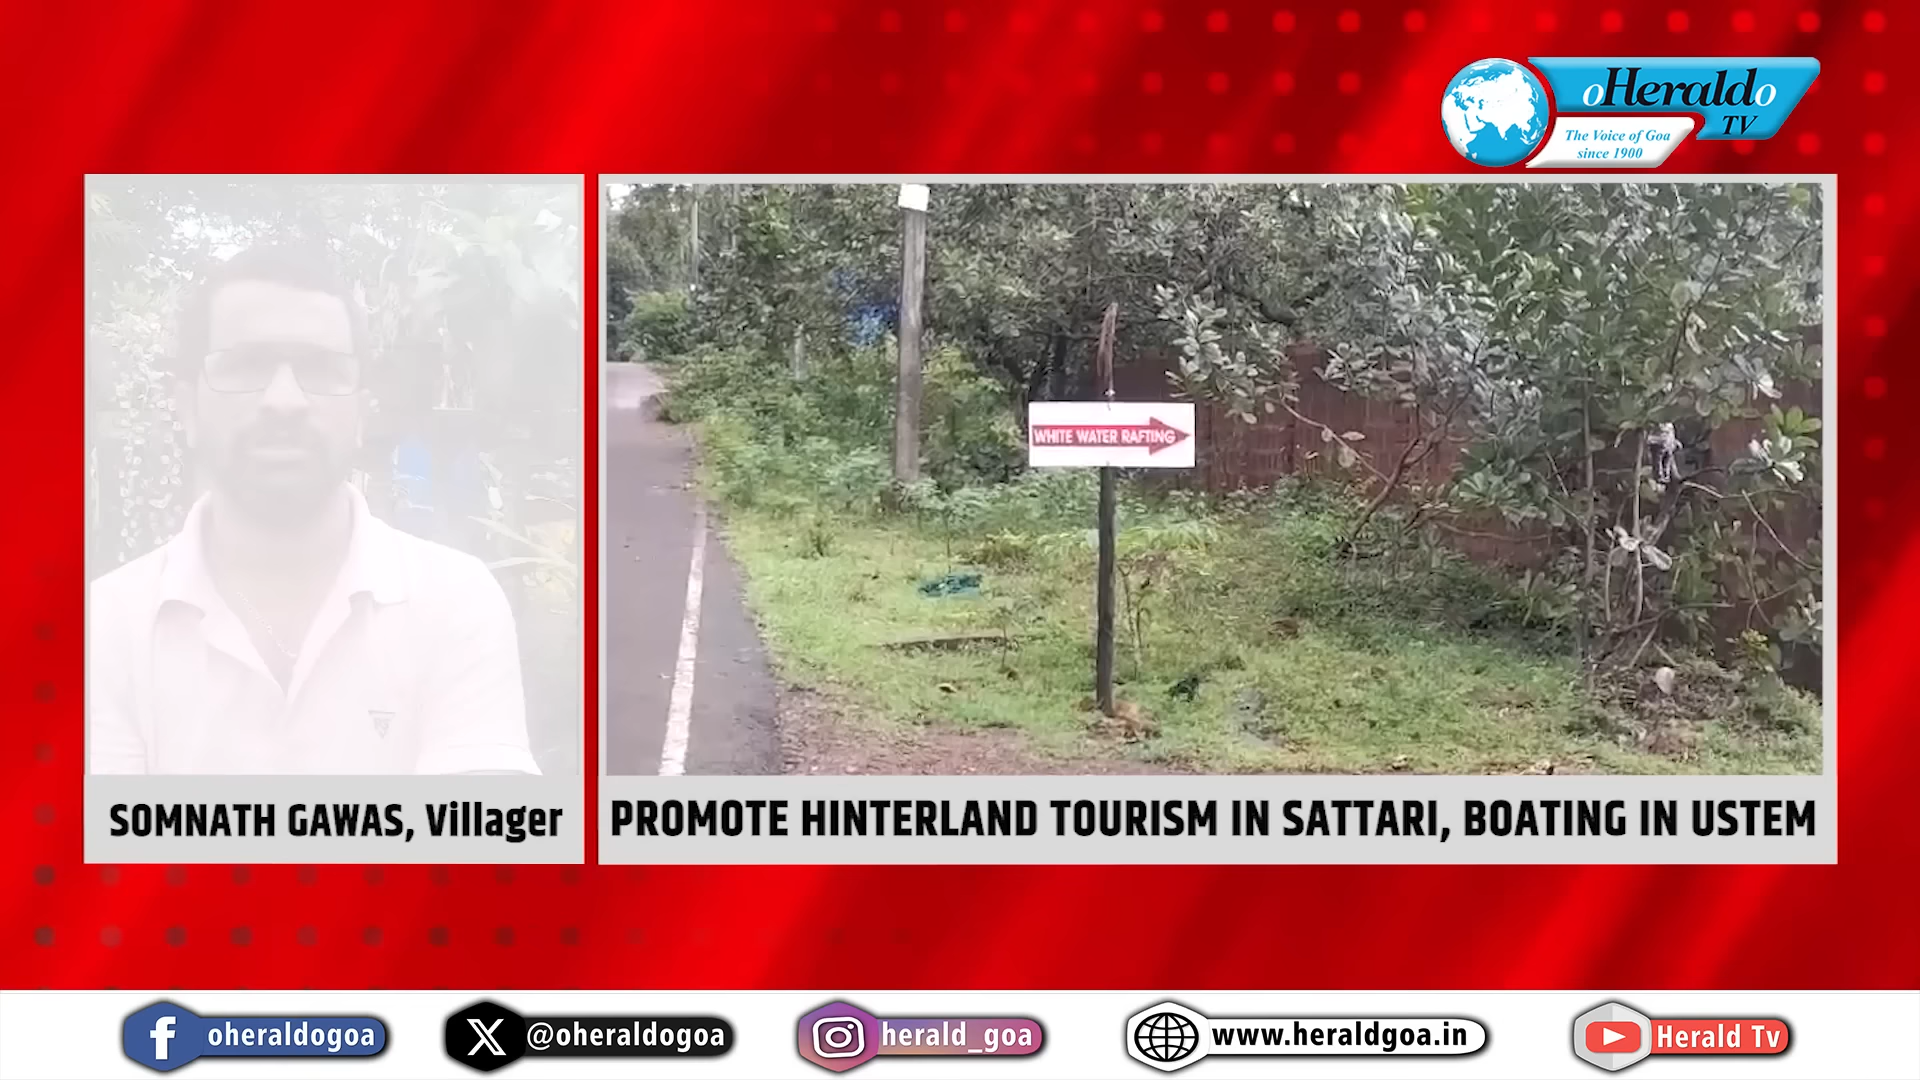 oHeraldo
TV
The Voice of Goa
since 1900
WHITE WATER RAFTING
SOMNATH GAWAS, Villager
PROMOTE HINTERLAND TOURISM IN SATTARI, BOATING IN USTEM
oheraldogoa
@oheraldogoa
herald_goa
www.heraldgoa.in
Herald Tv